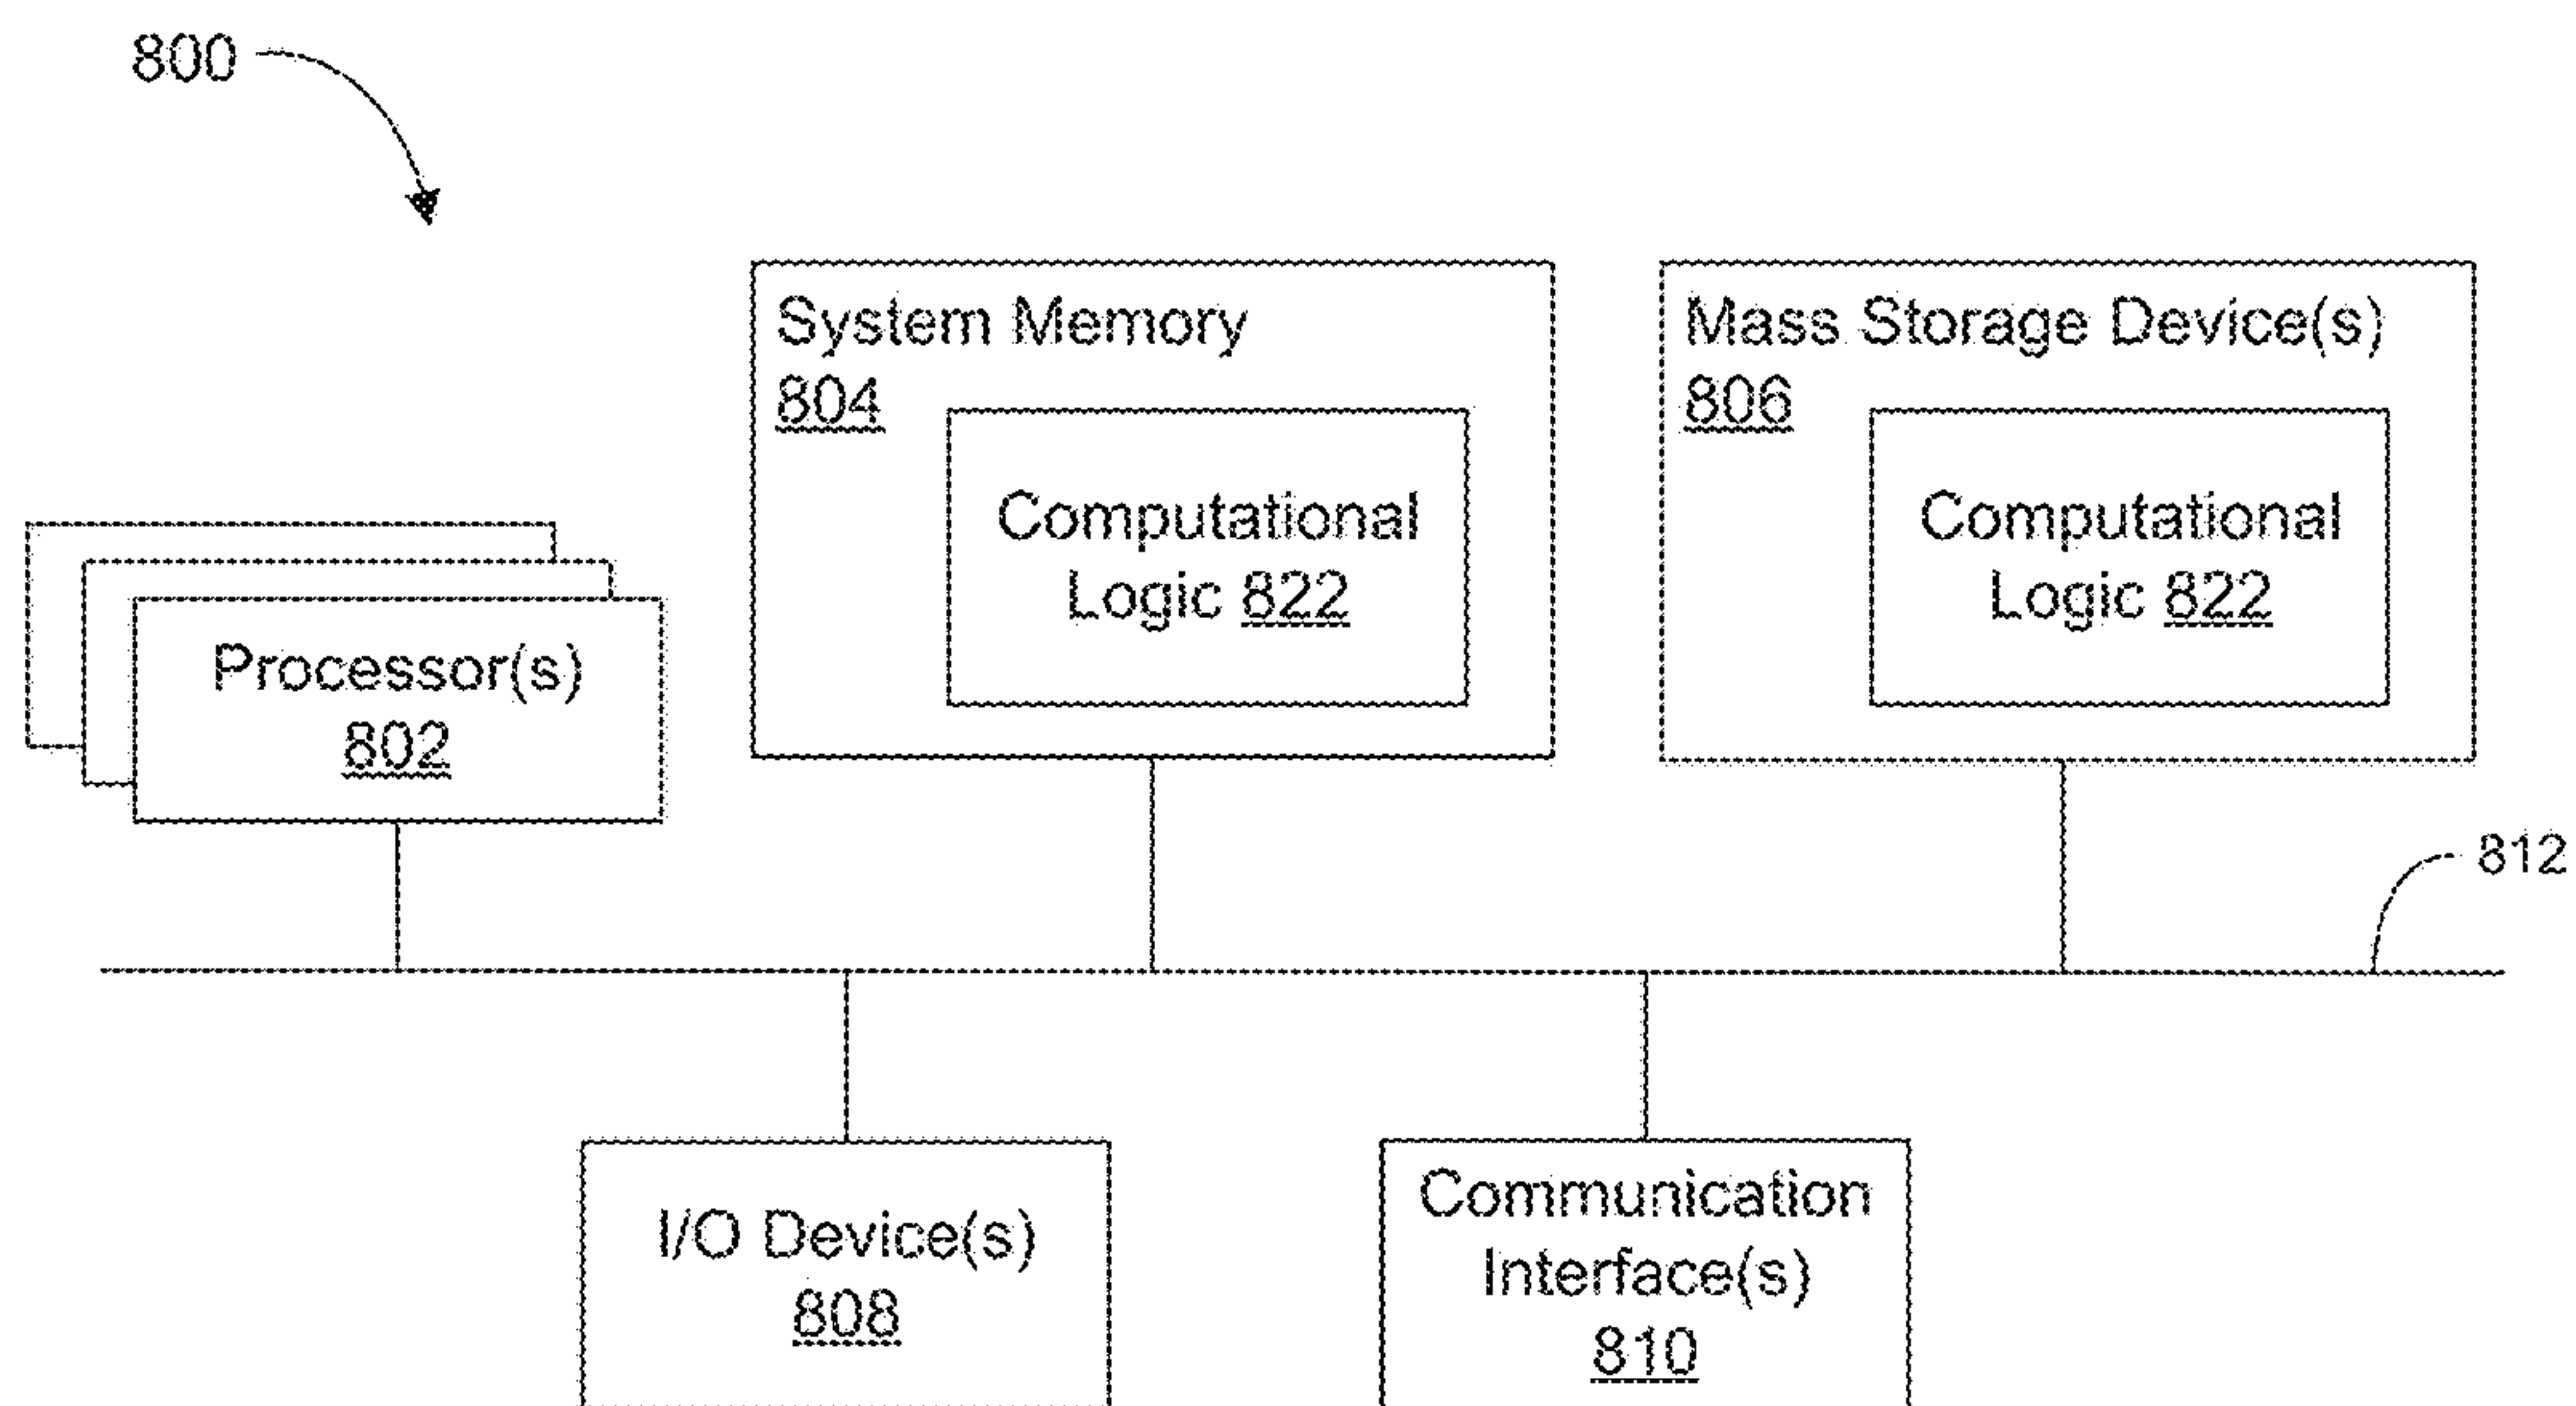 800
System Memory
804
Computational
Logic 822
Mass Storage Device(s)
806
Computational
Logic 822
Processor(s)
802
812
I/O Device(s)
808
Communication
Interface(s)
810